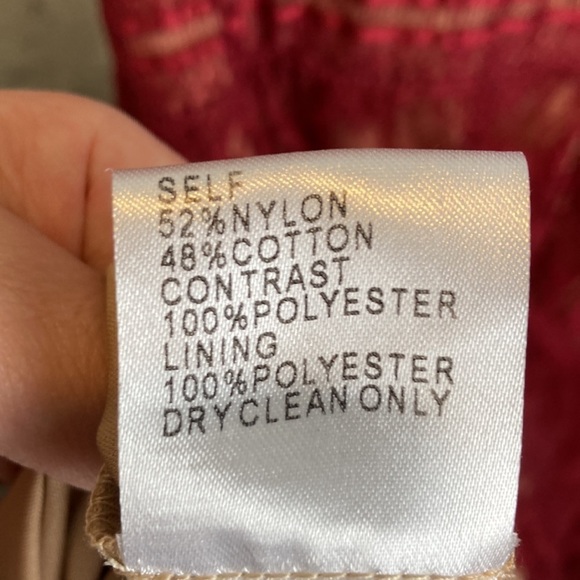 SELF
52%NYLON
48%COTTON
CONTRAST
100%POLYESTER
LINING
100%POLYESTER
DRYCLEAN ONLY